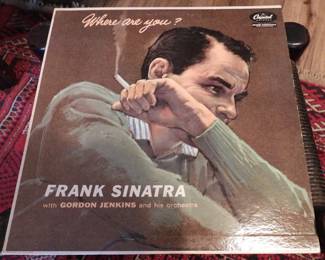 Where are you?
Capitol
FRANK SINATRA
with GORDON JENKINS and his orchestra